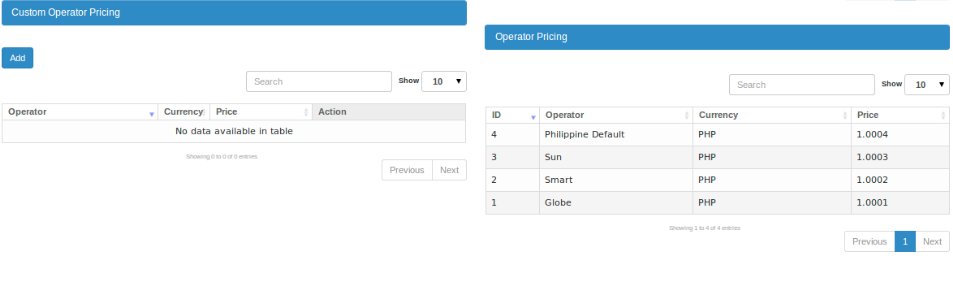 Custom Operator Pricing
Add
Search Show 10
Operator Currency Price Action
No data available in table
Showing 0 to 0 of 0 entries
Previous Next
Operator Pricing
Search Show 10
ID Operator Currency Price
4 Philippine Default PHP 1.0004
3 Sun PHP 1.0003
2 Smart PHP 1.0002
1 Globe PHP 1.0001
Showing 1 to 4 of 4 entries
Previous 1 Next